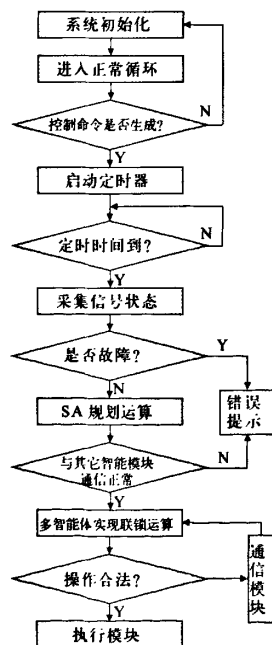 系统初始化
进入正常循环
控制命令是否生成?
N
Y
启动定时器
定时时间到?
N
Y
采集信号状态
是否故障?
Y
N
SA 规划运算
错误
提示
与其它智能模块
通信正常
N
Y
多智能体实现联锁运算
操作合法?
通信模块
Y
执行模块